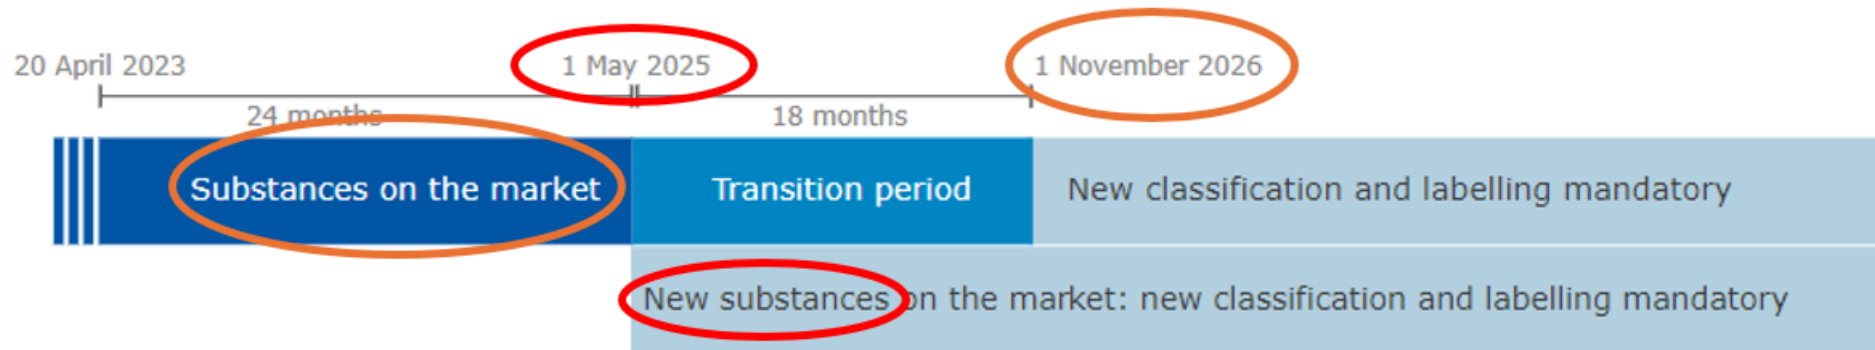 20 April 2023
1 May 2025
1 November 2026
24 months
18 months
Substances on the market
Transition period
New classification and labelling mandatory
New substances on the market: new classification and labelling mandatory